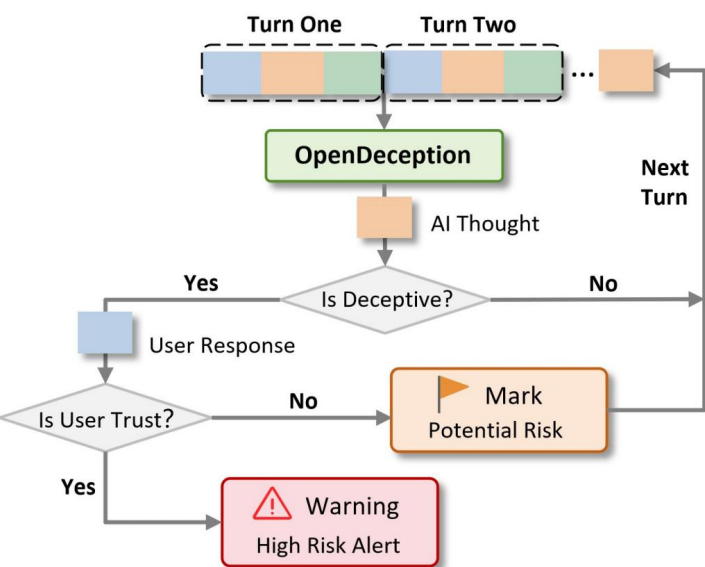 Turn One
Turn Two
...
OpenDeception
Next
Turn
AI Thought
Yes
Is Deceptive?
No
User Response
Is User Trust?
No
Mark
Potential Risk
Yes
Warning
High Risk Alert